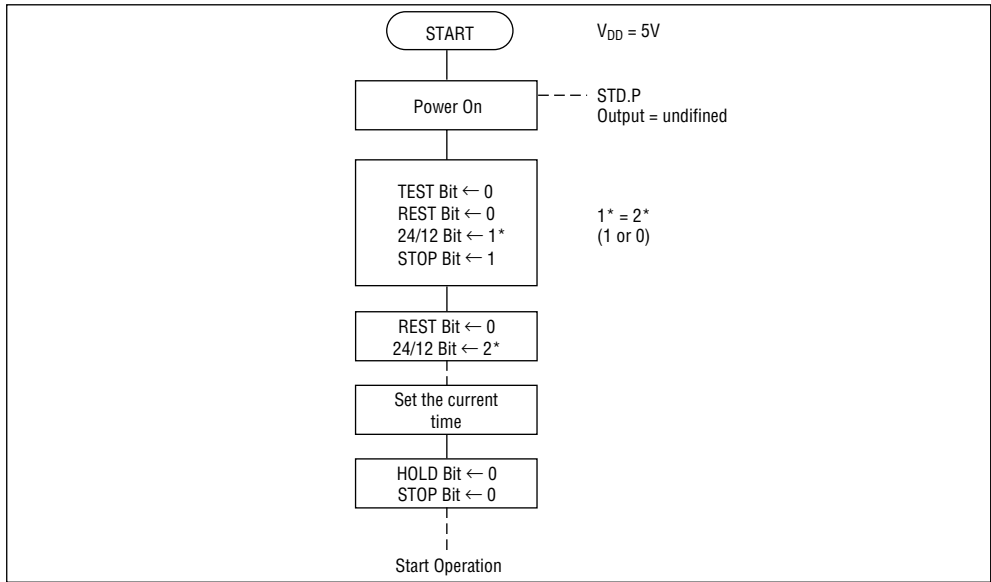 START
V_DD = 5V
Power On
STD.P
Output = undifined
TEST Bit ← 0
REST Bit ← 0
24/12 Bit ← 1*
STOP Bit ← 1
1* = 2*
(1 or 0)
REST Bit ← 0
24/12 Bit ← 2*
Set the current
time
HOLD Bit ← 0
STOP Bit ← 0
Start Operation